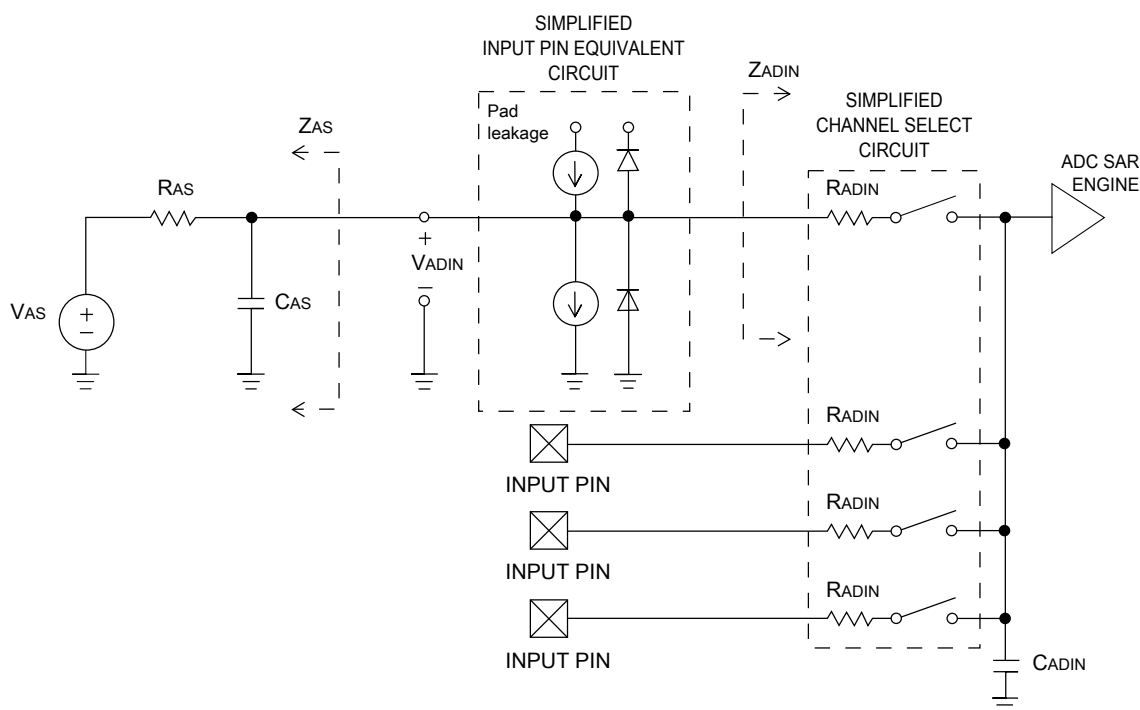 SIMPLIFIED
INPUT PIN EQUIVALENT
CIRCUIT
Pad
leakage
ZAS
RAS
VAS
+
–
CAS
+
VADIN
–
ZADIN
SIMPLIFIED
CHANNEL SELECT
CIRCUIT
RADIN
ADC SAR
ENGINE
RADIN
INPUT PIN
RADIN
INPUT PIN
RADIN
INPUT PIN
CADIN